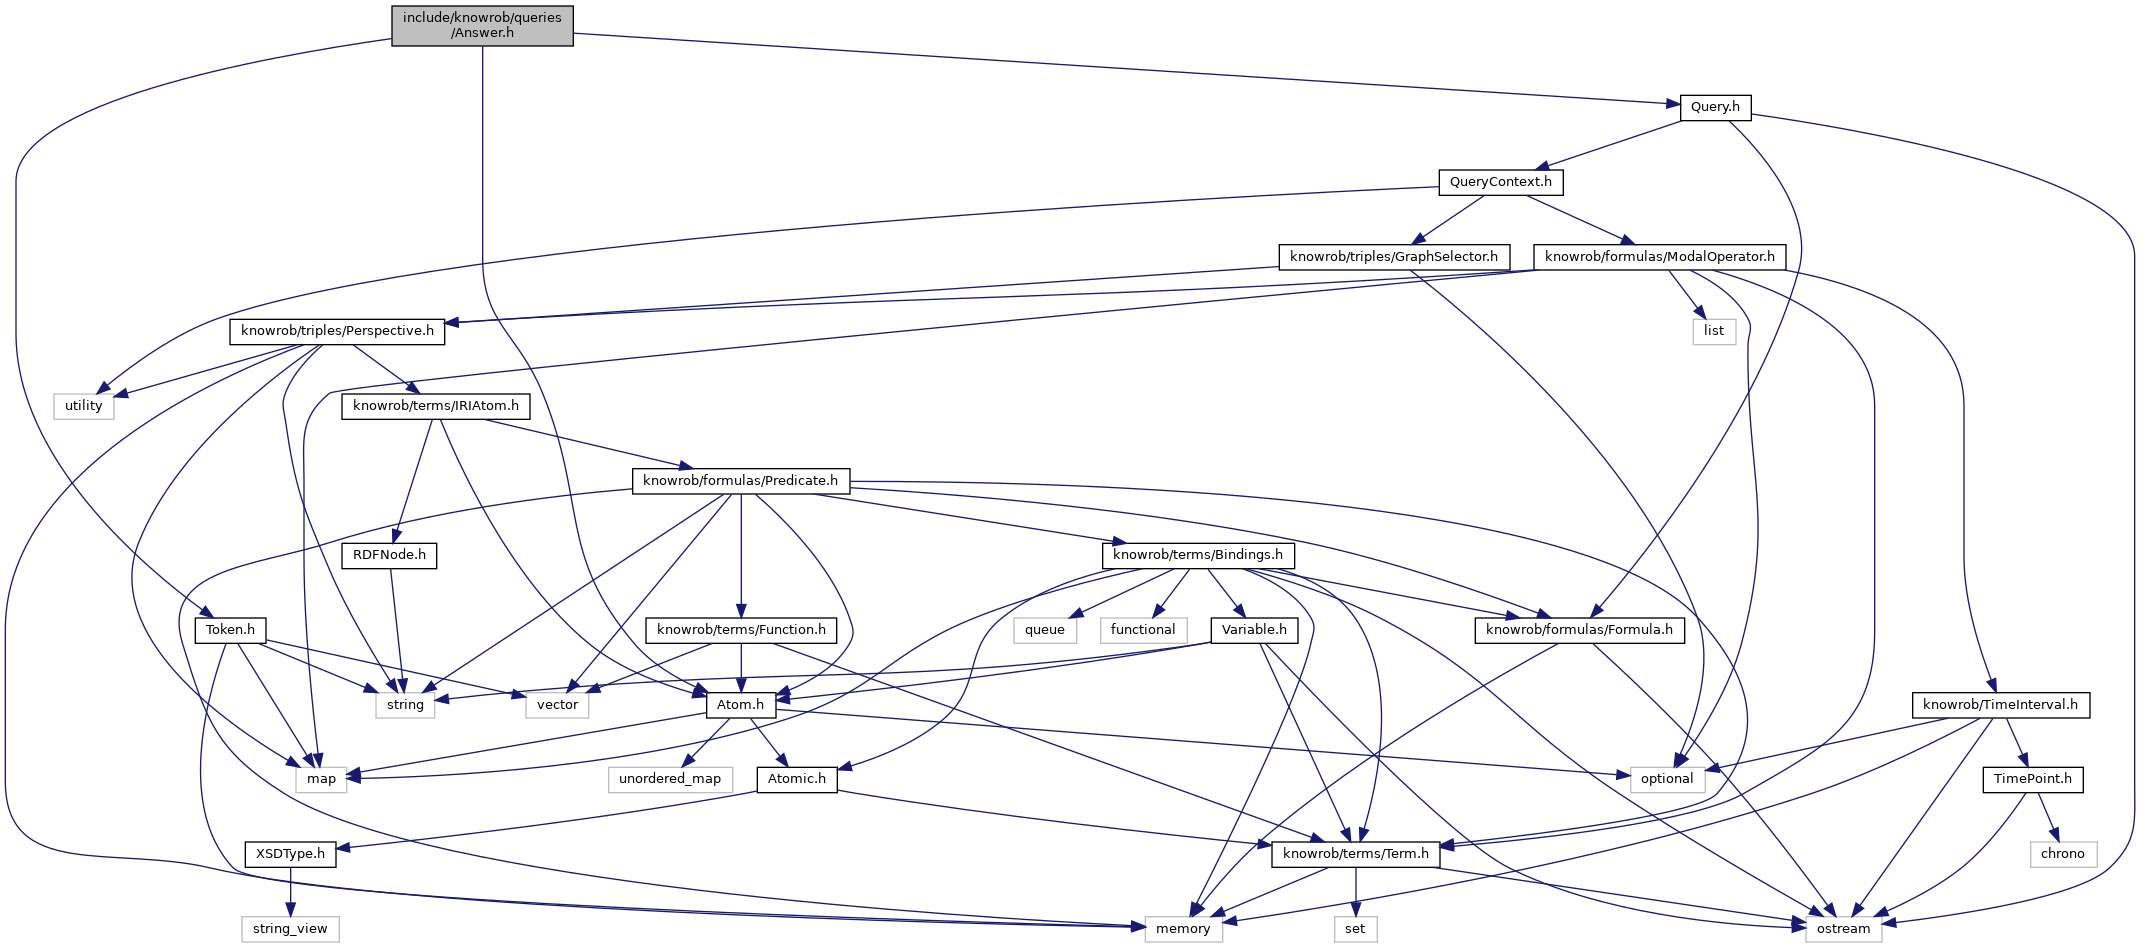 include/knowrob/queries
/Answer.h
Query.h
QueryContext.h
knowrob/triples/GraphSelector.h
knowrob/formulas/ModalOperator.h
knowrob/triples/Perspective.h
list
utility
knowrob/terms/IRIAtom.h
knowrob/formulas/Predicate.h
RDFNode.h
knowrob/terms/Bindings.h
Token.h
knowrob/terms/Function.h
queue
functional
Variable.h
knowrob/formulas/Formula.h
string
vector
Atom.h
knowrob/TimeInterval.h
map
unordered_map
Atomic.h
optional
TimePoint.h
XSDType.h
knowrob/terms/Term.h
chrono
string_view
memory
set
ostream